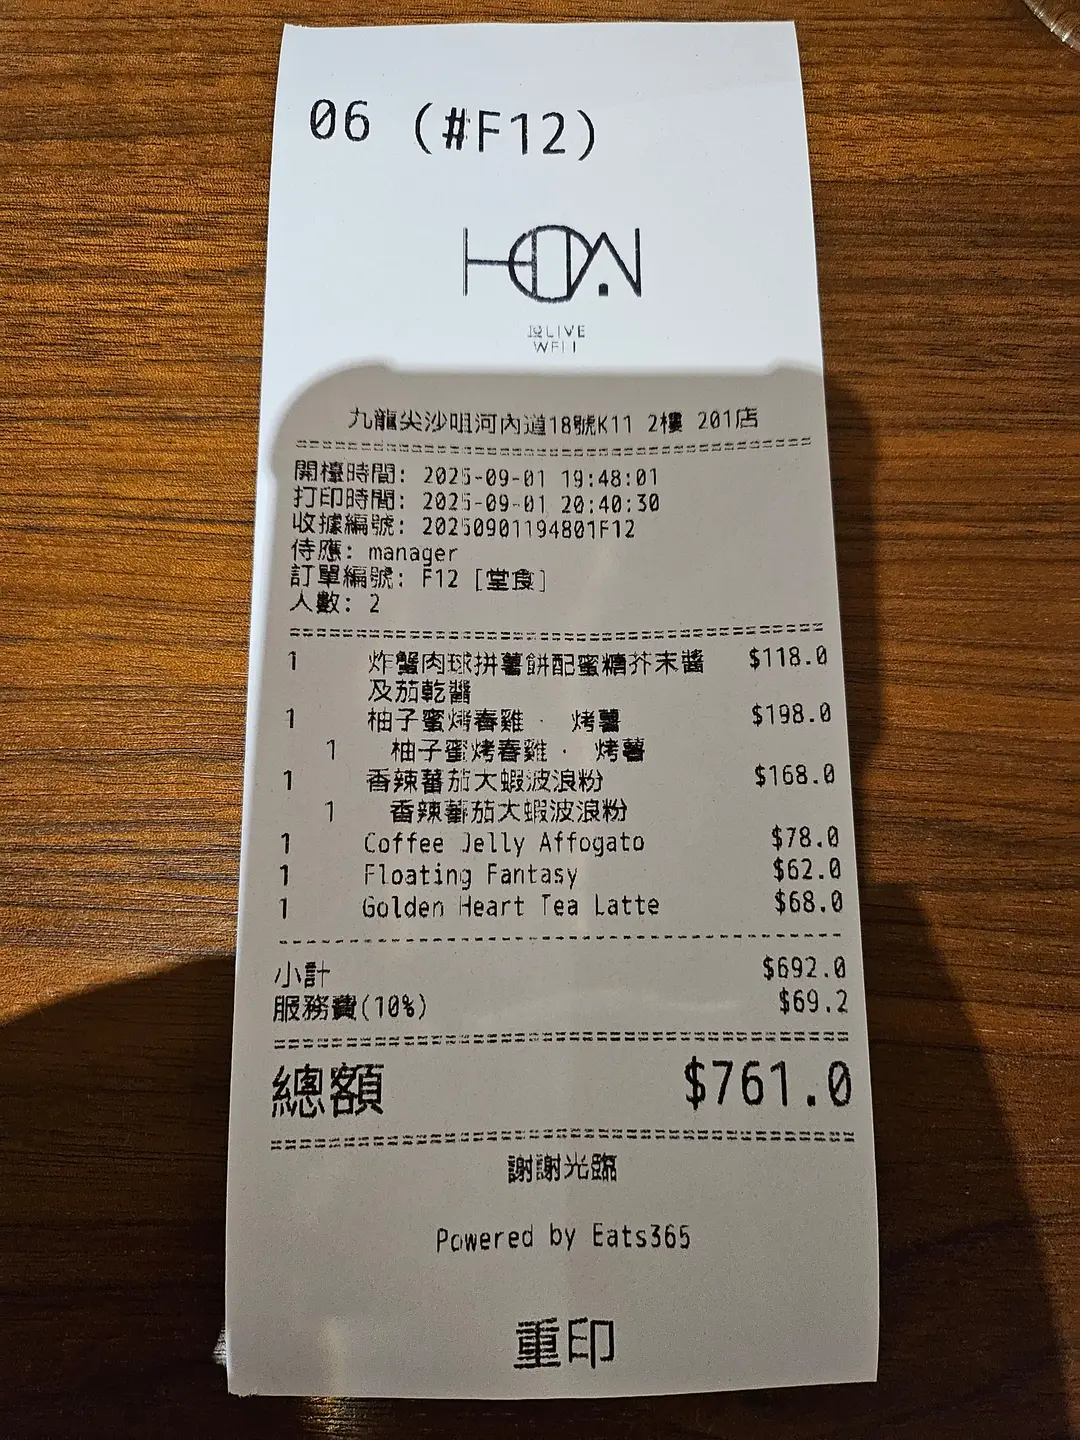 06 (#F12)
HOW
TO LIVE
WELL
九龍尖沙咀河內道18號K11 2樓 201店
開檯時間: 2025-09-01 19:48:01
打印時間: 2025-09-01 20:40:30
收據編號: 20250901194801F12
侍應: manager
訂單編號: F12 [堂食]
人數: 2
1 炸蟹肉球拼薯餅配蜜糖芥末醬 $118.0
及茄乾醬
1 柚子蜜烤春雞 · 烤薯 $198.0
1 柚子蜜烤春雞 · 烤薯
1 香辣蕃茄大蝦波浪粉 $168.0
1 香辣蕃茄大蝦波浪粉
1 Coffee Jelly Affogato $78.0
1 Floating Fantasy $62.0
1 Golden Heart Tea Latte $68.0
小計 $692.0
服務費(10%) $69.2
總額 $761.0
謝謝光臨
Powered by Eats365
重印